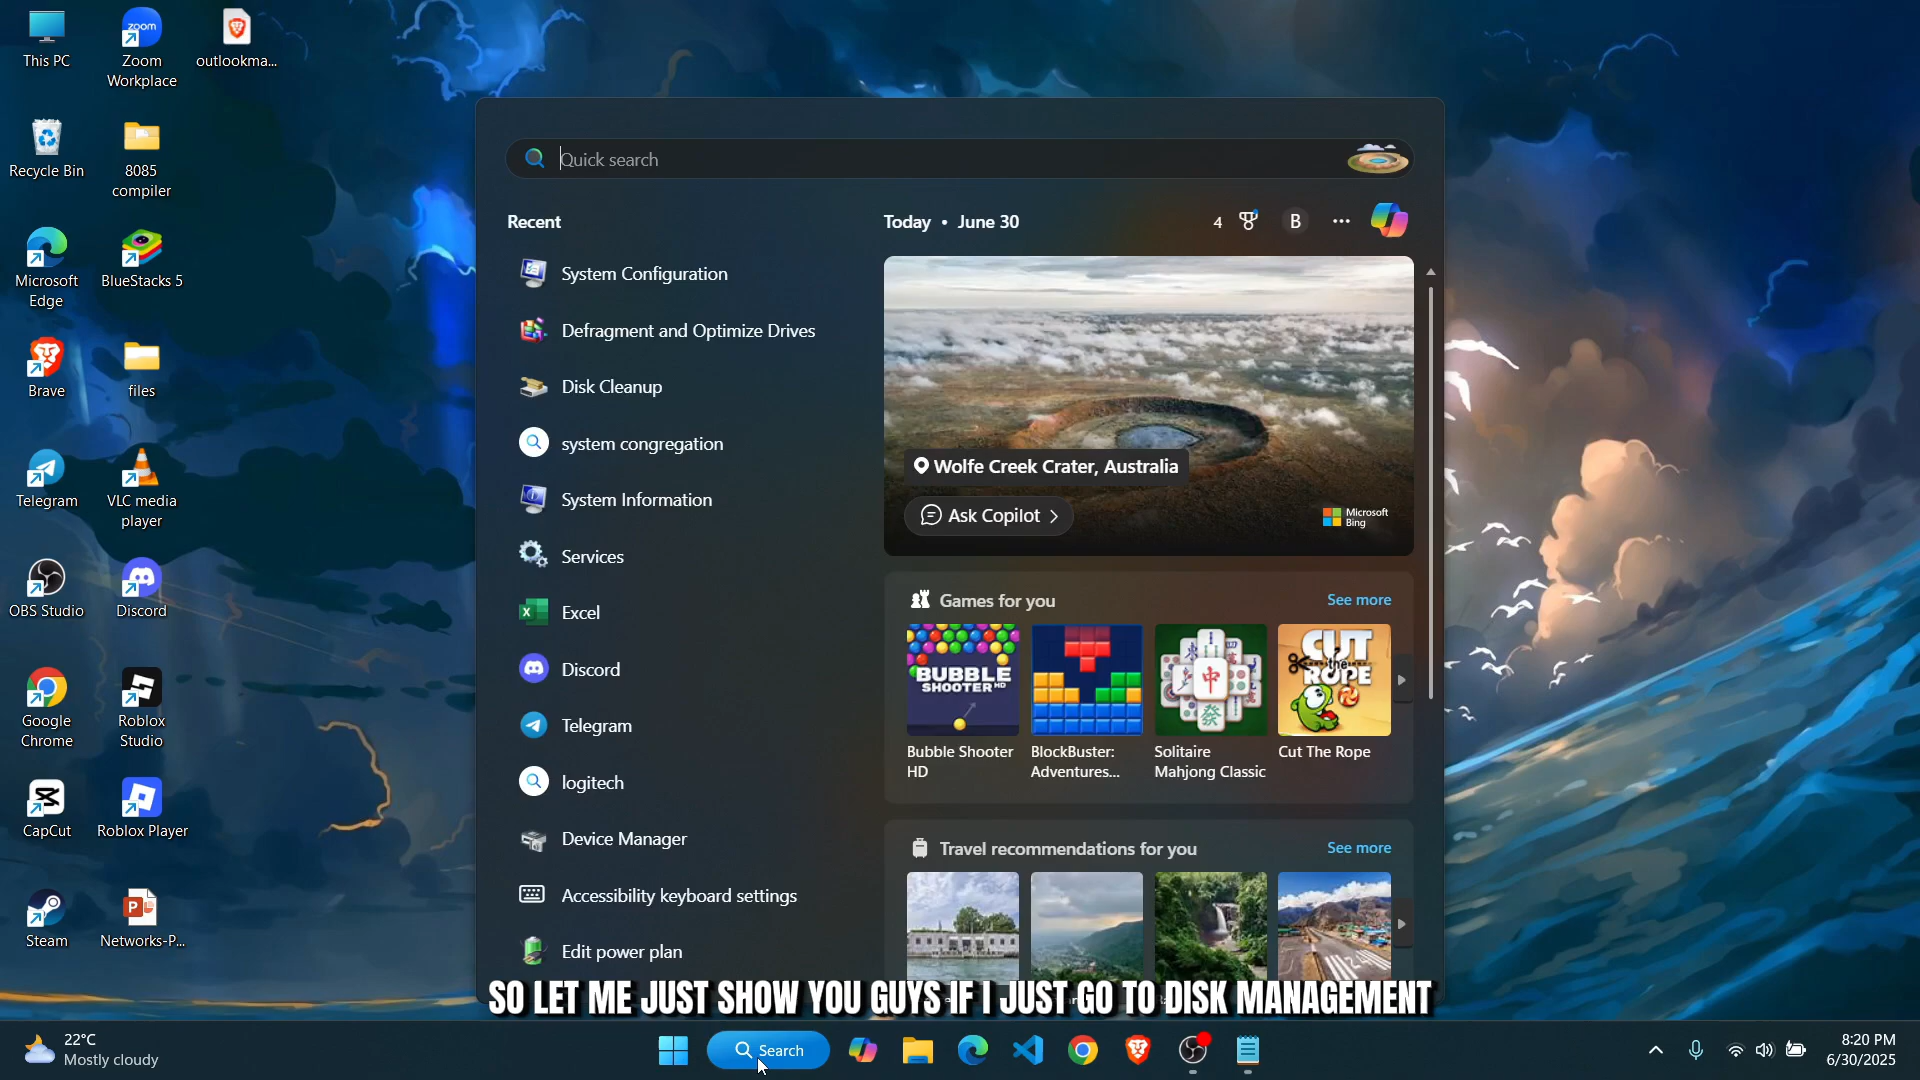 This PC
Zoom
Workplace
outlookma...
Recycle Bin
8085
compiler
Microsoft
Edge
BlueStacks 5
Brave
files
Telegram
VLC media
player
OBS Studio
Discord
Google
Chrome
Roblox
Studio
CapCut
Roblox Player
Steam
Networks-P...
Quick search
Recent
System Configuration
Defragment and Optimize Drives
Disk Cleanup
system congregation
System Information
Services
Excel
Discord
Telegram
logitech
Device Manager
Accessibility keyboard settings
Edit power plan
Today • June 30
4
B
Wolfe Creek Crater, Australia
Ask Copilot
Microsoft
Bing
Games for you
See more
BUBBLE
SHOOTER HD
CUT
the
ROPE
Bubble Shooter
HD
BlockBuster:
Adventures...
Solitaire
Mahjong Classic
Cut The Rope
Travel recommendations for you
See more
SO LET ME JUST SHOW YOU GUYS IF I JUST GO TO DISK MANAGEMENT
22°C
Mostly cloudy
Search
8:20 PM
6/30/2025